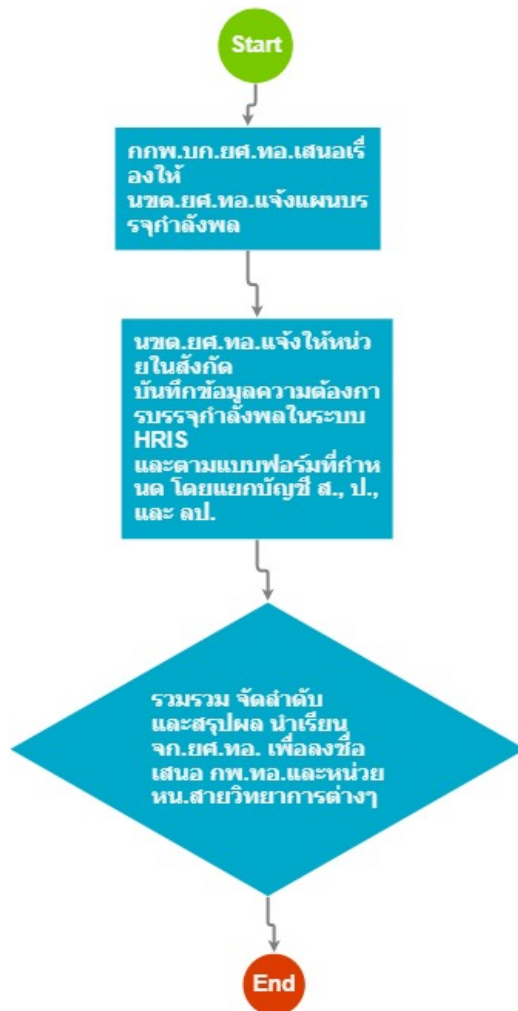 Start
กกพ.บก.ยศ.ทอ.เสนอเรื่
องให้
นขต.ยศ.ทอ.แจ้งแผนบร
รจุกำลังพล
นขต.ยศ.ทอ.แจ้งให้หน่ว
ยในสังกัด
บันทึกข้อมูลความต้องกา
รบรรจุกำลังพลในระบบ
HRIS
และตามแบบฟอร์มที่กำห
นด โดยแยกบัญชี ส., ป.,
และ ลป.
รวมรวม จัดลำดับ
และสรุปผล นำเรียน
จก.ยศ.ทอ. เพื่อลงชื่อ
เสนอ กพ.ทอ.และหน่วย
หน.สายวิทยาการต่างๆ
End